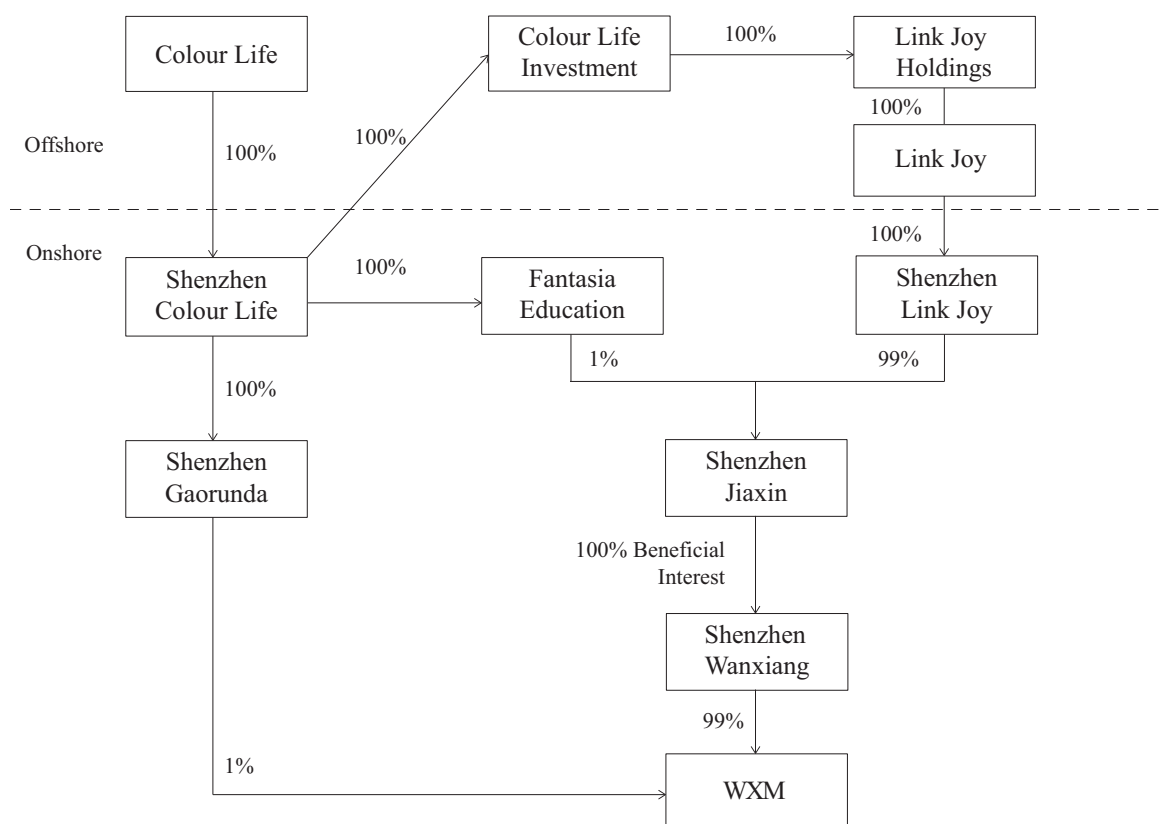 Colour Life
Colour Life
Investment
100%
Link Joy
Holdings
100%
100%
100%
Offshore
Link Joy
Onshore
100%
Shenzhen
Colour Life
100%
Fantasia
Education
Shenzhen
Link Joy
1%
99%
100%
Shenzhen
Gaorunda
Shenzhen
Jiaxin
100% Beneficial
Interest
Shenzhen
Wanxiang
99%
1%
WXM